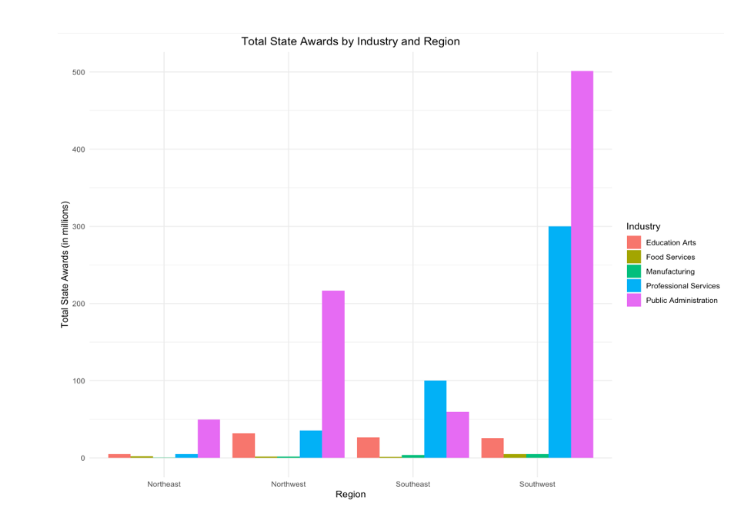 Total State Awards by Industry and Region
Total State Awards (in millions)
500
400
300
200
100
0
Northeast
Northwest
Southeast
Southwest
Region
Industry
Education Arts
Food Services
Manufacturing
Professional Services
Public Administration